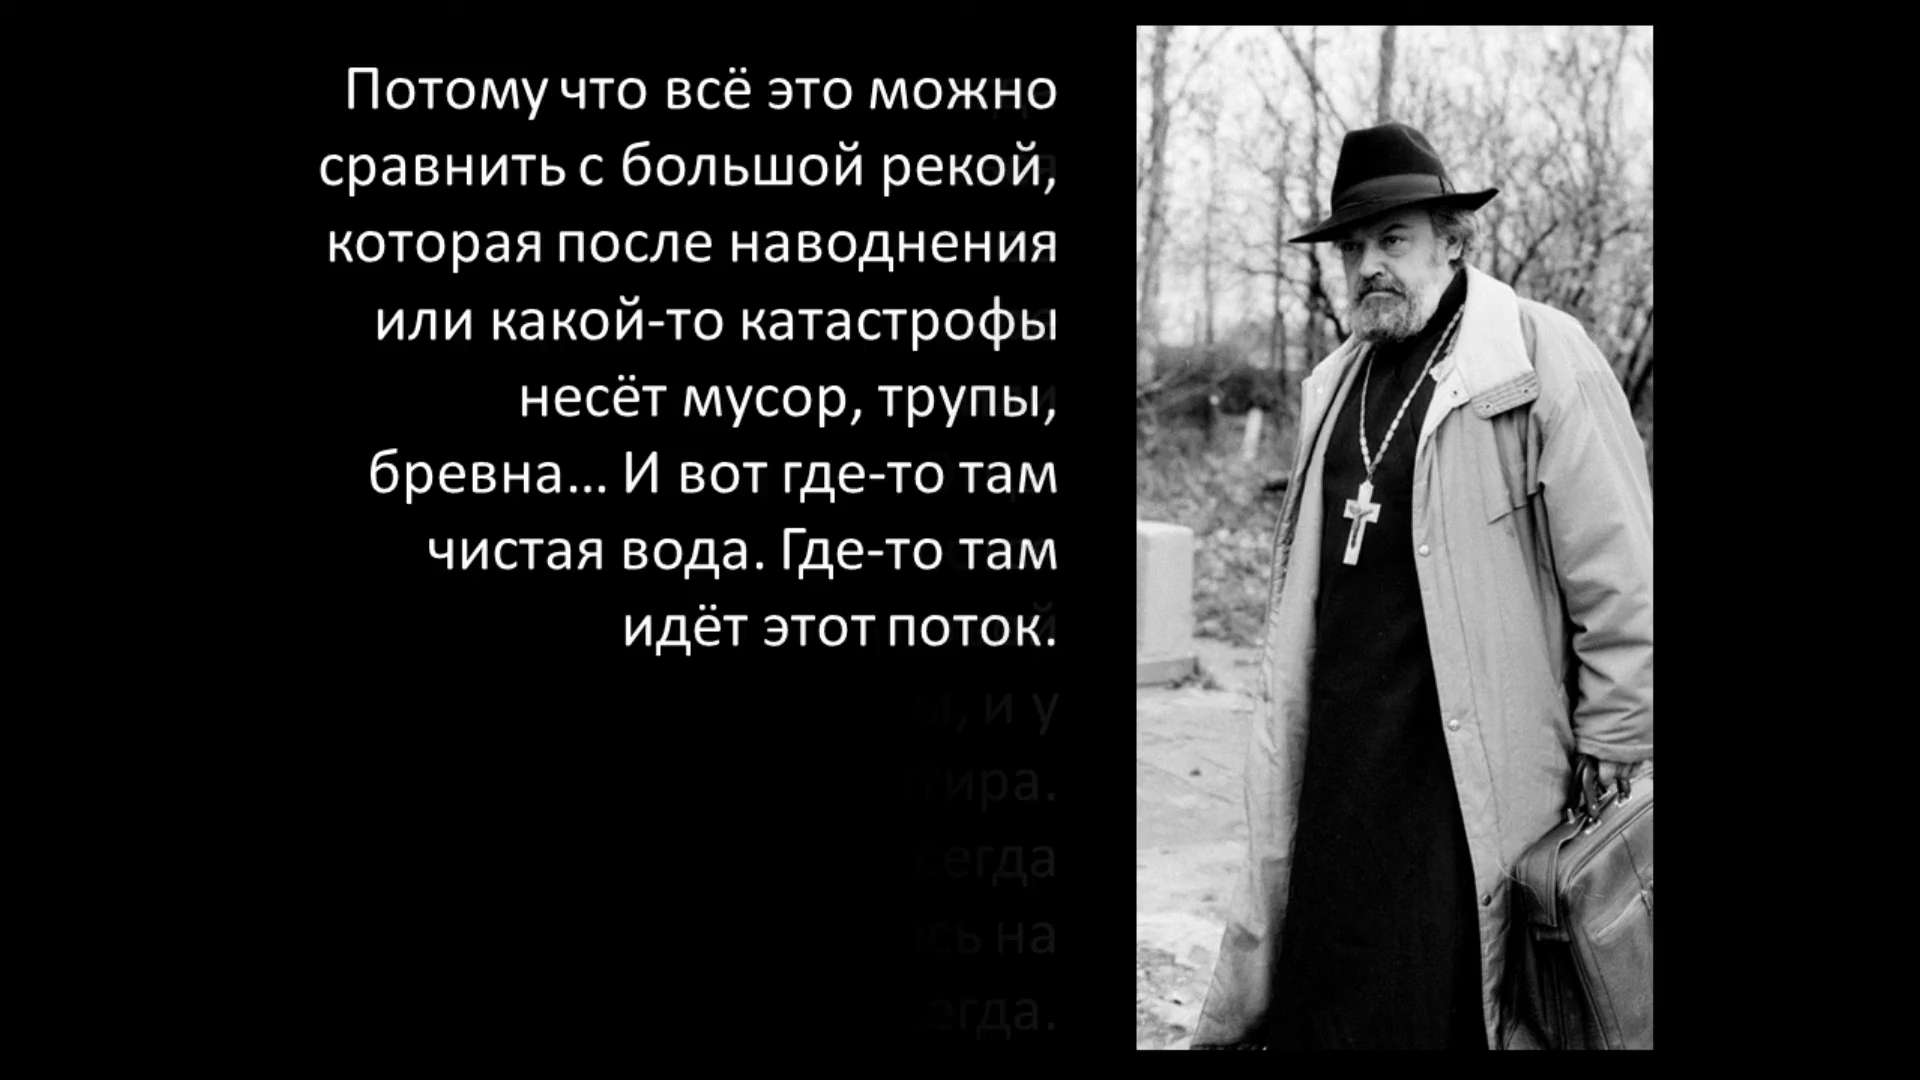 Потому что всё это можно
сравнить с большой рекой,
которая после наводнения
или какой-то катастрофы
несёт мусор, трупы,
бревна... И вот где-то там
чистая вода. Где-то там
идёт этот поток.
и у